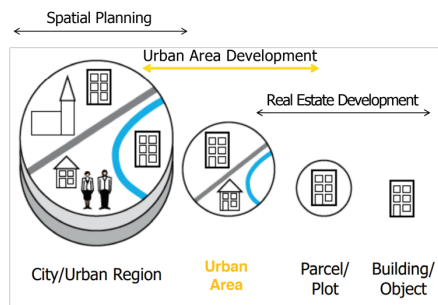 Spatial Planning
Urban Area Development
Real Estate Development
City/Urban Region
Urban
Area
Parcel/
Plot
Building/
Object